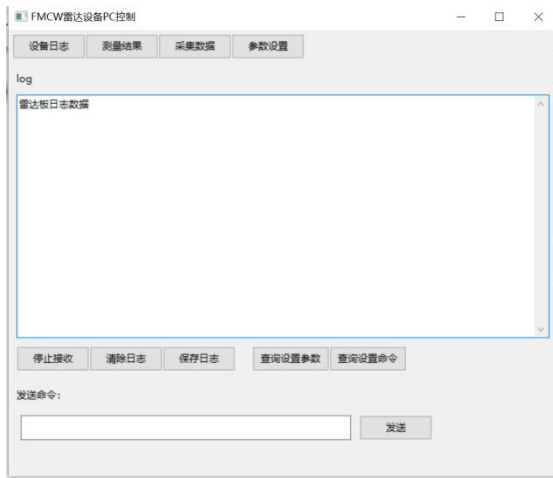 FMCW雷达设备PC控制
设备日志 测量结果 采集数据 参数设置
log
雷达板日志数据
停止接收 清除日志 保存日志 查询设置参数 查询设置命令
发送命令:
发送